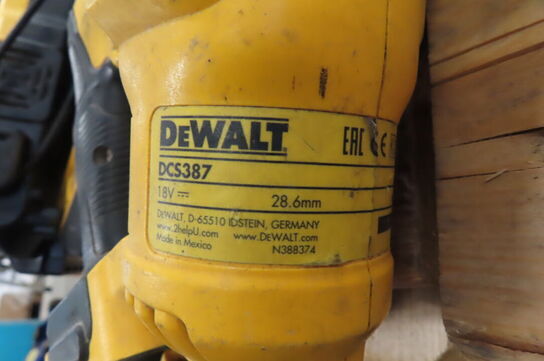 DEWALT EAC CE
DCS387
18V 28.6mm
DEWALT, D-65510 IDSTEIN, GERMANY
www.2helpU.com www.DEWALT.com
Made in Mexico N388374